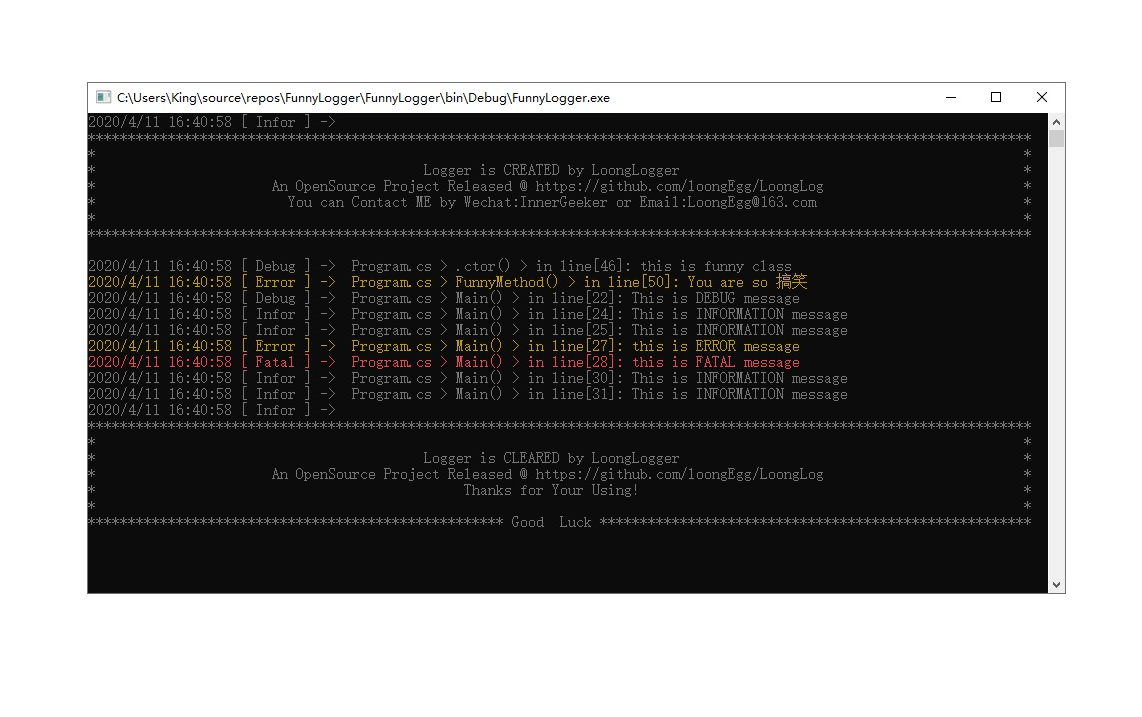 C:\Users\King\source\repos\FunnyLogger\FunnyLogger\bin\Debug\FunnyLogger.exe
2020/4/11 16:40:58 [ Infor ] ->
**********************************************************************************************************************
* *
* Logger is CREATED by LoongLogger *
* An OpenSource Project Released @ https://github.com/loongEgg/LoongLog *
* You can Contact ME by Wechat:InnerGeeker or Email:LoongEgg@163.com *
* *
**********************************************************************************************************************
2020/4/11 16:40:58 [ Debug ] -> Program.cs > .ctor() > in line[46]: this is funny class
2020/4/11 16:40:58 [ Error ] -> Program.cs > FunnyMethod() > in line[50]: You are so 搞笑
2020/4/11 16:40:58 [ Debug ] -> Program.cs > Main() > in line[22]: This is DEBUG message
2020/4/11 16:40:58 [ Infor ] -> Program.cs > Main() > in line[24]: This is INFORMATION message
2020/4/11 16:40:58 [ Infor ] -> Program.cs > Main() > in line[25]: This is INFORMATION message
2020/4/11 16:40:58 [ Error ] -> Program.cs > Main() > in line[27]: this is ERROR message
2020/4/11 16:40:58 [ Fatal ] -> Program.cs > Main() > in line[28]: this is FATAL message
2020/4/11 16:40:58 [ Infor ] -> Program.cs > Main() > in line[30]: This is INFORMATION message
2020/4/11 16:40:58 [ Infor ] -> Program.cs > Main() > in line[31]: This is INFORMATION message
2020/4/11 16:40:58 [ Infor ] ->
**********************************************************************************************************************
* *
* Logger is CLEARED by LoongLogger *
* An OpenSource Project Released @ https://github.com/loongEgg/LoongLog *
* Thanks for Your Using! *
* *
**************************************************** Good Luck ******************************************************